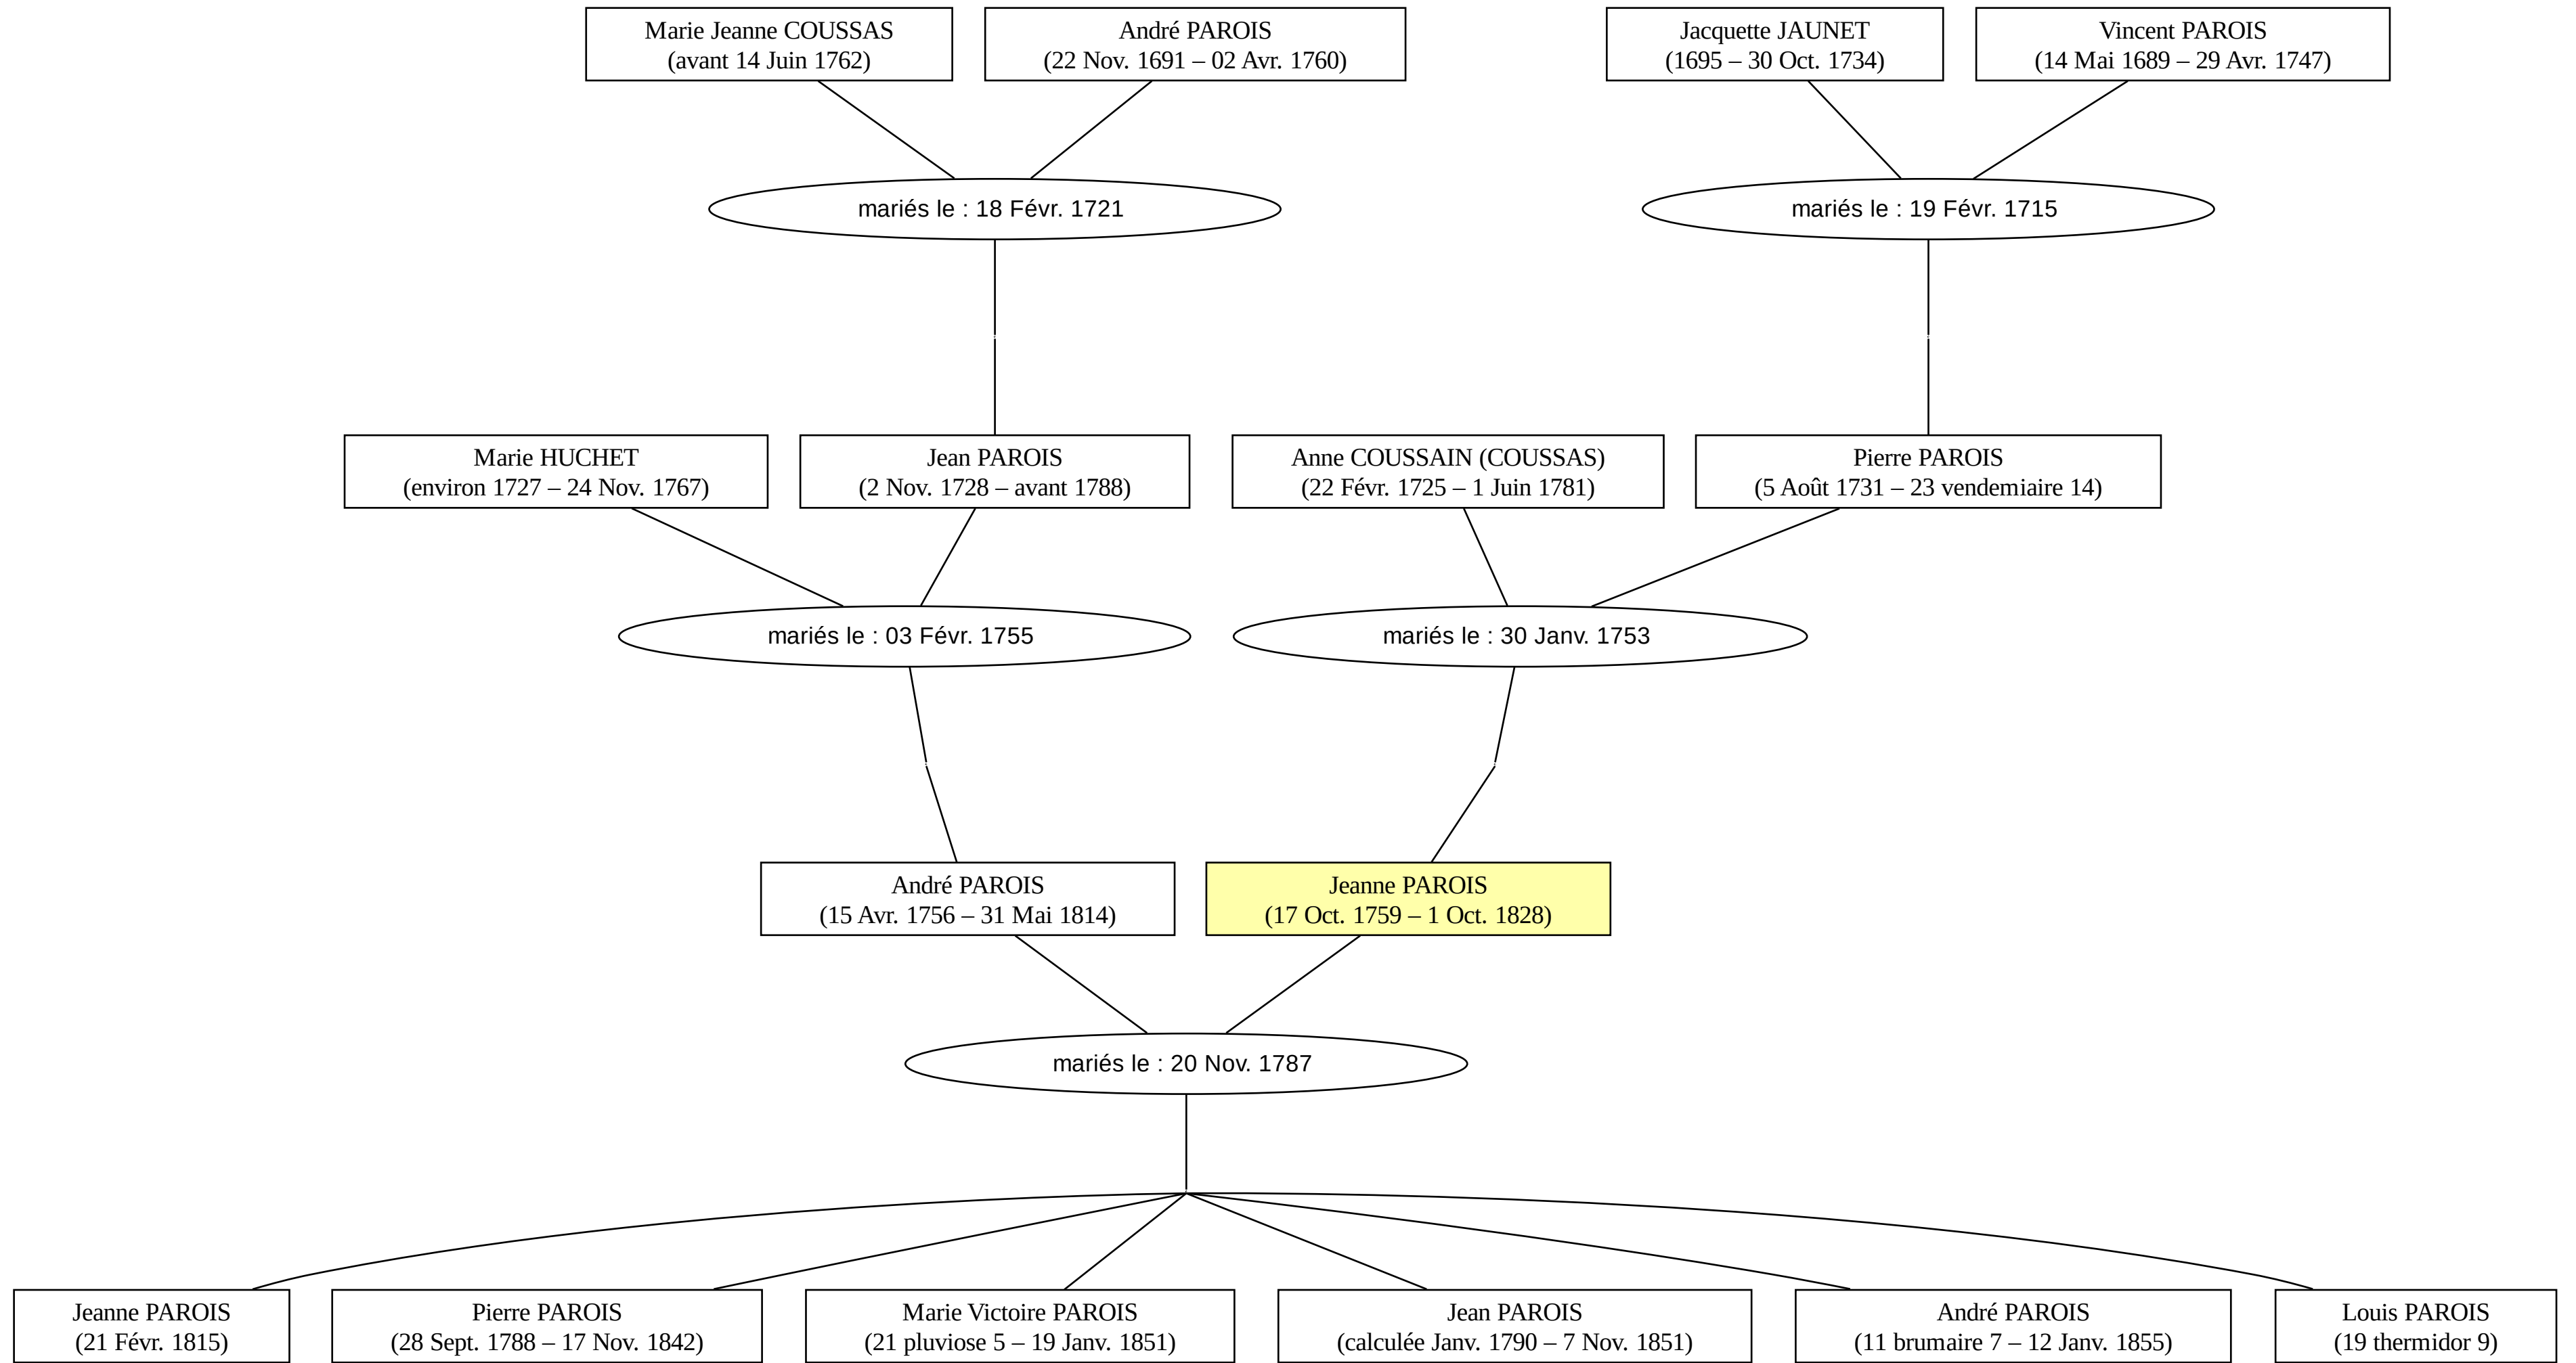 Marie Jeanne COUSSAS
(avant 14 Juin 1762)
André PAROIS
(22 Nov. 1691 – 02 Avr. 1760)
Jacquette JAUNET
(1695 – 30 Oct. 1734)
Vincent PAROIS
(14 Mai 1689 – 29 Avr. 1747)
mariés le : 18 Févr. 1721
mariés le : 19 Févr. 1715
Marie HUCHET
(environ 1727 – 24 Nov. 1767)
Jean PAROIS
(2 Nov. 1728 – avant 1788)
Anne COUSSAIN (COUSSAS)
(22 Févr. 1725 – 1 Juin 1781)
Pierre PAROIS
(5 Août 1731 – 23 vendemiaire 14)
mariés le : 03 Févr. 1755
mariés le : 30 Janv. 1753
André PAROIS
(15 Avr. 1756 – 31 Mai 1814)
Jeanne PAROIS
(17 Oct. 1759 – 1 Oct. 1828)
mariés le : 20 Nov. 1787
Jeanne PAROIS
(21 Févr. 1815)
Pierre PAROIS
(28 Sept. 1788 – 17 Nov. 1842)
Marie Victoire PAROIS
(21 pluviose 5 – 19 Janv. 1851)
Jean PAROIS
(calculée Janv. 1790 – 7 Nov. 1851)
André PAROIS
(11 brumaire 7 – 12 Janv. 1855)
Louis PAROIS
(19 thermidor 9)